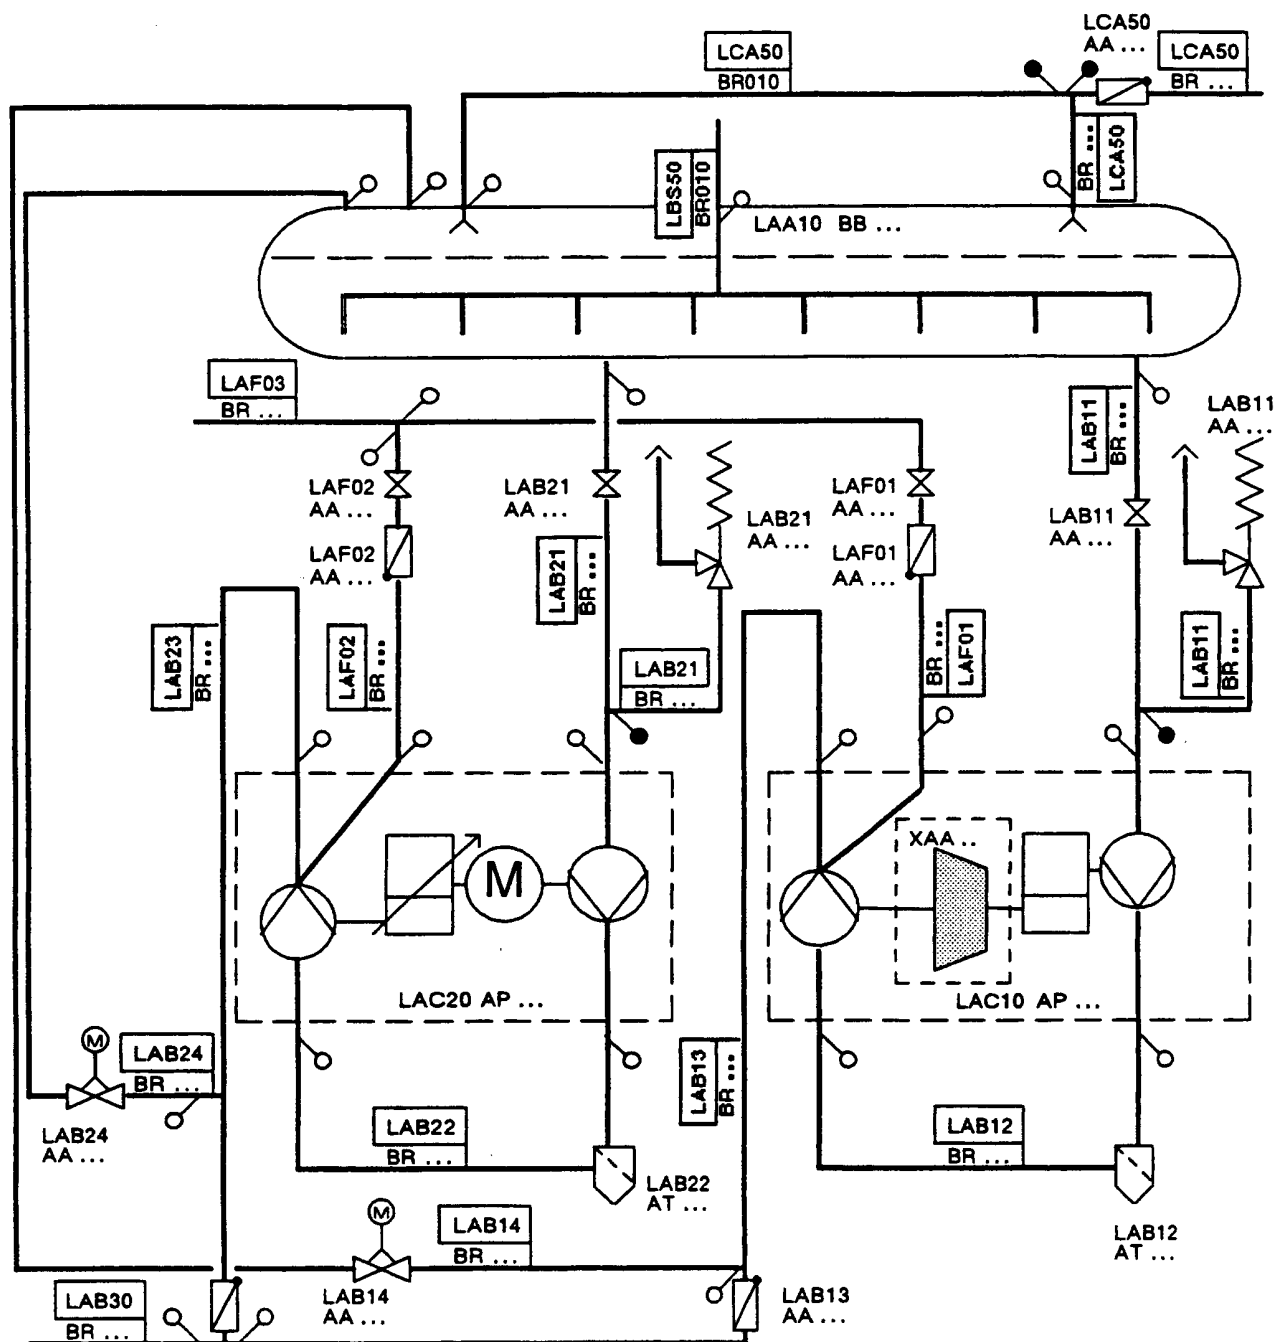 LCA50
AA ...
LCA50
BR010
LCA50
BR ...
BR ...
LCA50
LBS50
BR010
LAA10 BB ...
LAF03
BR ...
LAB11
BR ...
LAB11
AA ...
LAF02
AA ...
LAB21
AA ...
LAF01
AA ...
LAB21
AA ...
LAB11
AA ...
LAF02
AA ...
LAF01
AA ...
LAB21
BR ...
LAB23
BR ...
LAF02
BR ...
LAB21
BR ...
BR ...
LAF01
LAB11
BR ...
XAA ..
M
LAC20 AP ...
LAC10 AP ...
M
LAB24
BR ...
LAB13
BR ...
LAB24
AA ...
LAB22
BR ...
LAB12
BR ...
LAB22
AT ...
M
LAB14
BR ...
LAB12
AT ...
LAB30
BR ...
LAB14
AA ...
LAB13
AA ...